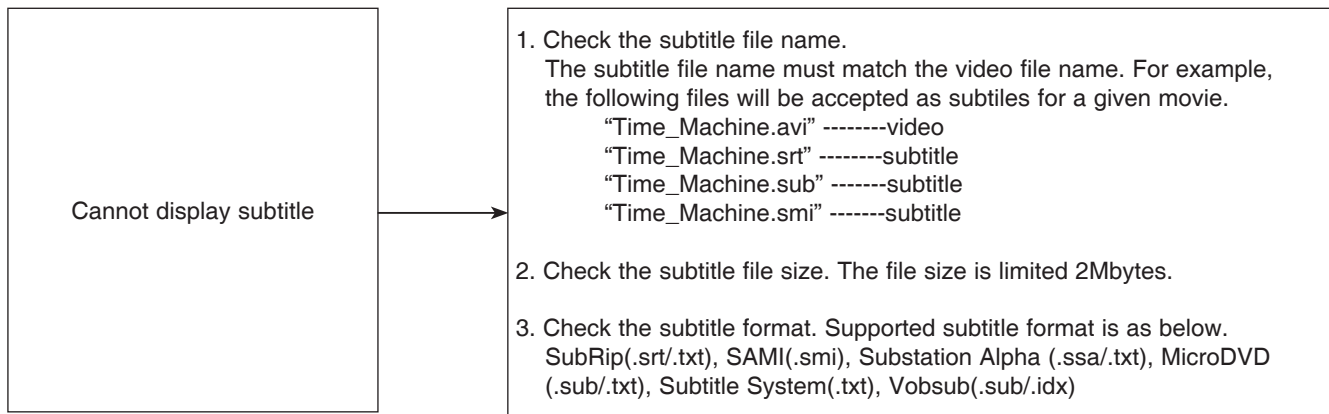 Cannot display subtitle
1. Check the subtitle file name.
The subtitle file name must match the video file name. For example,
the following files will be accepted as subtiles for a given movie.
“Time_Machine.avi” --------video
“Time_Machine.srt” --------subtitle
“Time_Machine.sub” -------subtitle
“Time_Machine.smi” -------subtitle
2. Check the subtitle file size. The file size is limited 2Mbytes.
3. Check the subtitle format. Supported subtitle format is as below.
SubRip(.srt/.txt), SAMI(.smi), Substation Alpha (.ssa/.txt), MicroDVD
(.sub/.txt), Subtitle System(.txt), Vobsub(.sub/.idx)